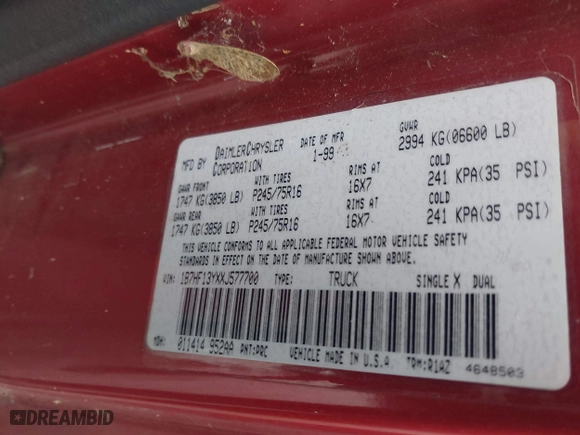 MFD BY DAIMLERCHRYSLER CORPORATION
DATE OF MFR 1-99
GVWR 2994 KG(06600 LB)
GAWR FRONT WITH TIRES RIMS AT COLD
1747 KG(3850 LB) P245/75R16 16X7 241 KPA(35 PSI)
GAWR REAR WITH TIRES RIMS AT COLD
1747 KG(3850 LB) P245/75R16 16X7 241 KPA(35 PSI)
THIS VEHICLE CONFORMS TO ALL APPLICABLE FEDERAL MOTOR VEHICLE SAFETY
STANDARDS IN EFFECT ON THE DATE OF MANUFACTURE SHOWN ABOVE.
VIN: 1B7HF13YXXJ577700 TYPE: TRUCK SINGLE X DUAL
MDH: 011414 952AA PNT:PRC VEHICLE MADE IN U.S.A TRM:R1AZ 4648503
DREAMBID